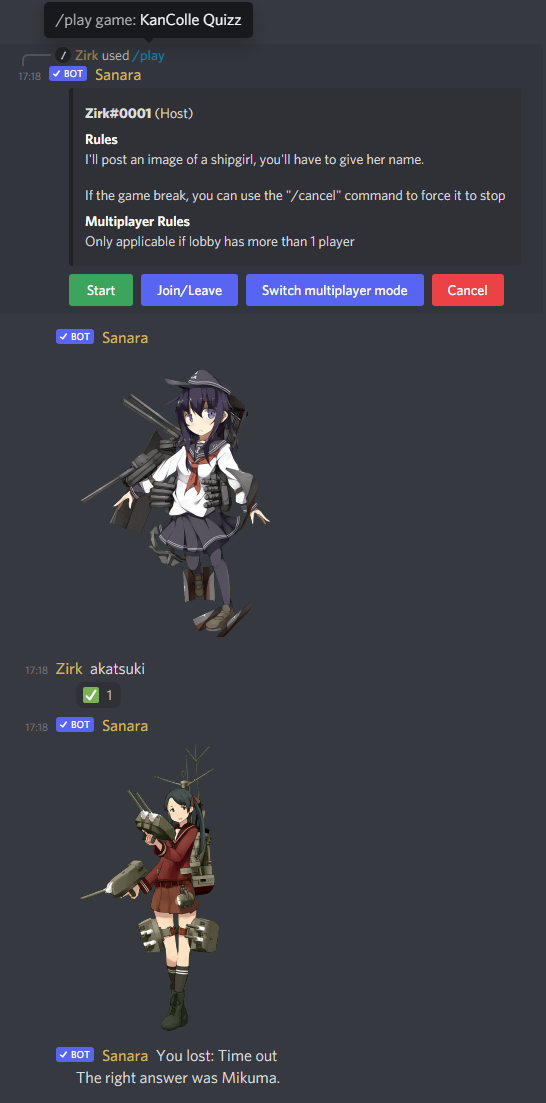 /play game: KanColle Quizz
/ Zirk used /play
17:18 ✓ BOT Sanara
Zirk#0001 (Host)
Rules
I'll post an image of a shipgirl, you'll have to give her name.
If the game break, you can use the "/cancel" command to force it to stop
Multiplayer Rules
Only applicable if lobby has more than 1 player
Start Join/Leave Switch multiplayer mode Cancel
✓ BOT Sanara
17:18 Zirk akatsuki
✅ 1
17:18 ✓ BOT Sanara
✓ BOT Sanara You lost: Time out
The right answer was Mikuma.